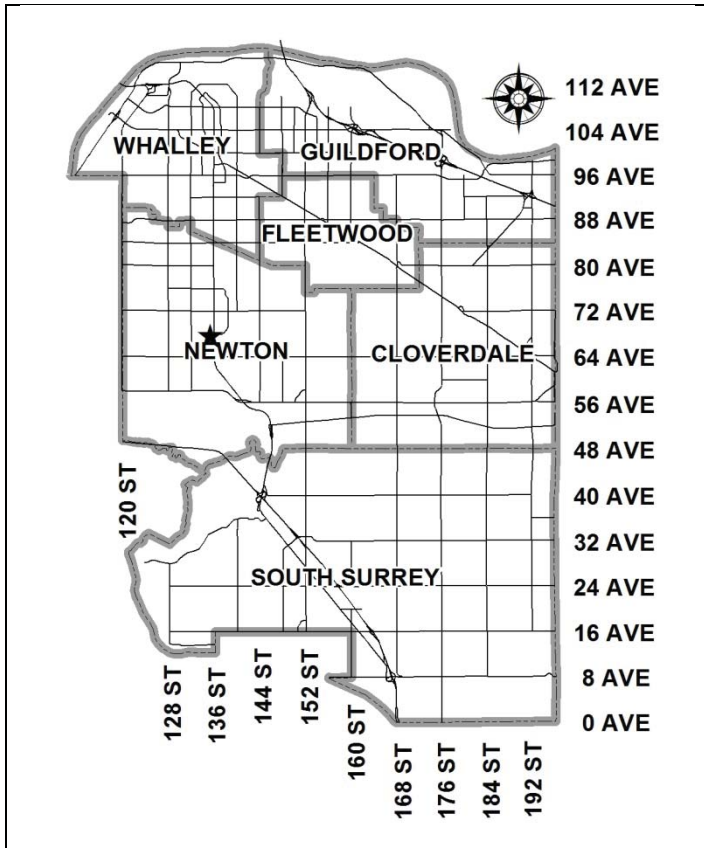 112 AVE
104 AVE
WHALLEY
GUILDFORD
96 AVE
88 AVE
FLEETWOOD
80 AVE
72 AVE
NEWTON
CLOVERDALE
64 AVE
56 AVE
48 AVE
120 ST
40 AVE
32 AVE
SOUTH SURREY
24 AVE
16 AVE
8 AVE
0 AVE
128 ST
136 ST
144 ST
152 ST
160 ST
168 ST
176 ST
184 ST
192 ST